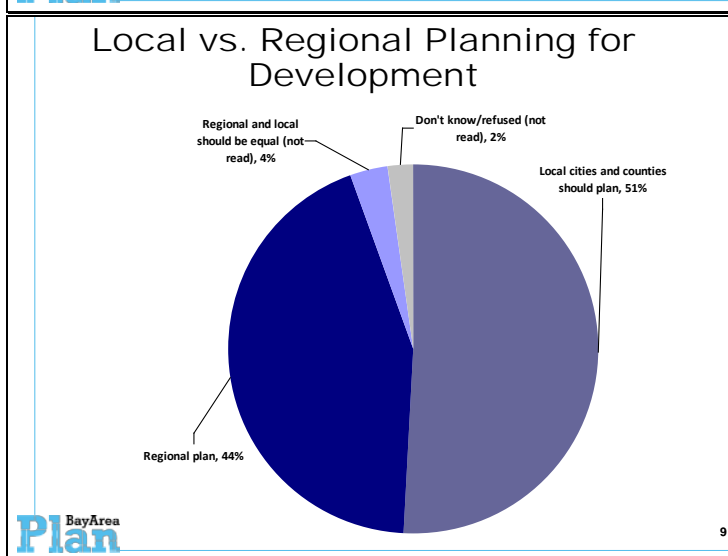 Local vs. Regional Planning for
Development
Regional and local
should be equal (not
read), 4%
Don't know/refused (not
read), 2%
Local cities and counties
should plan, 51%
Regional plan, 44%
BayArea
Plan
9